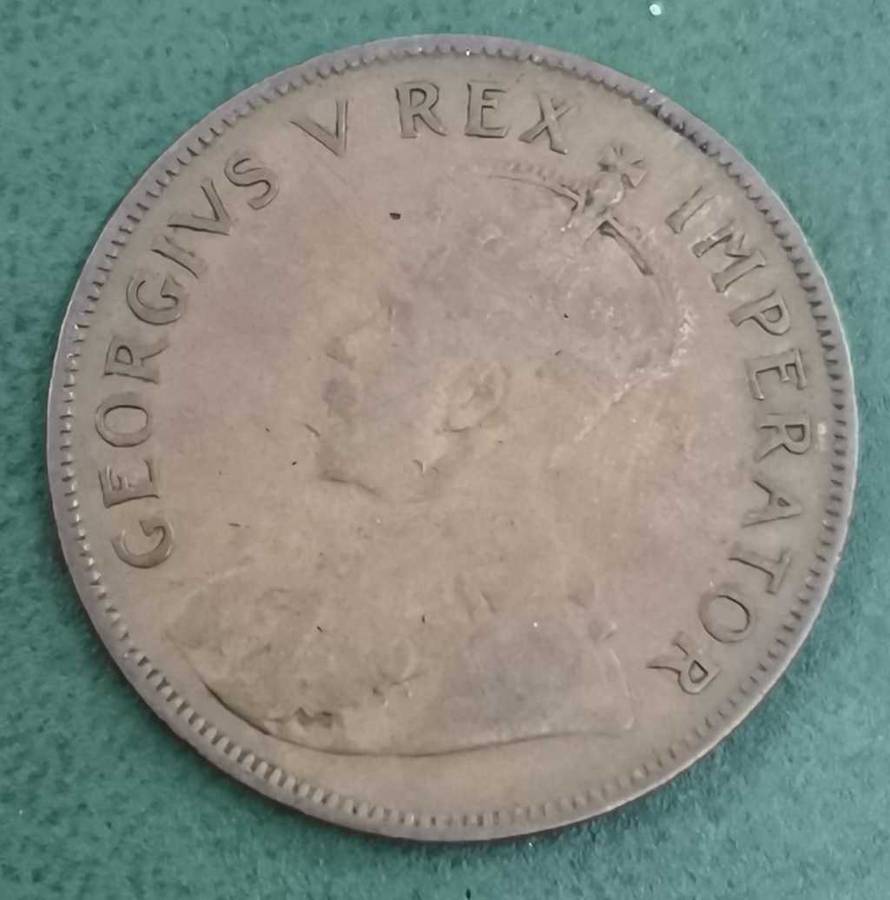 GEORGIVS V REX IMPERATOR